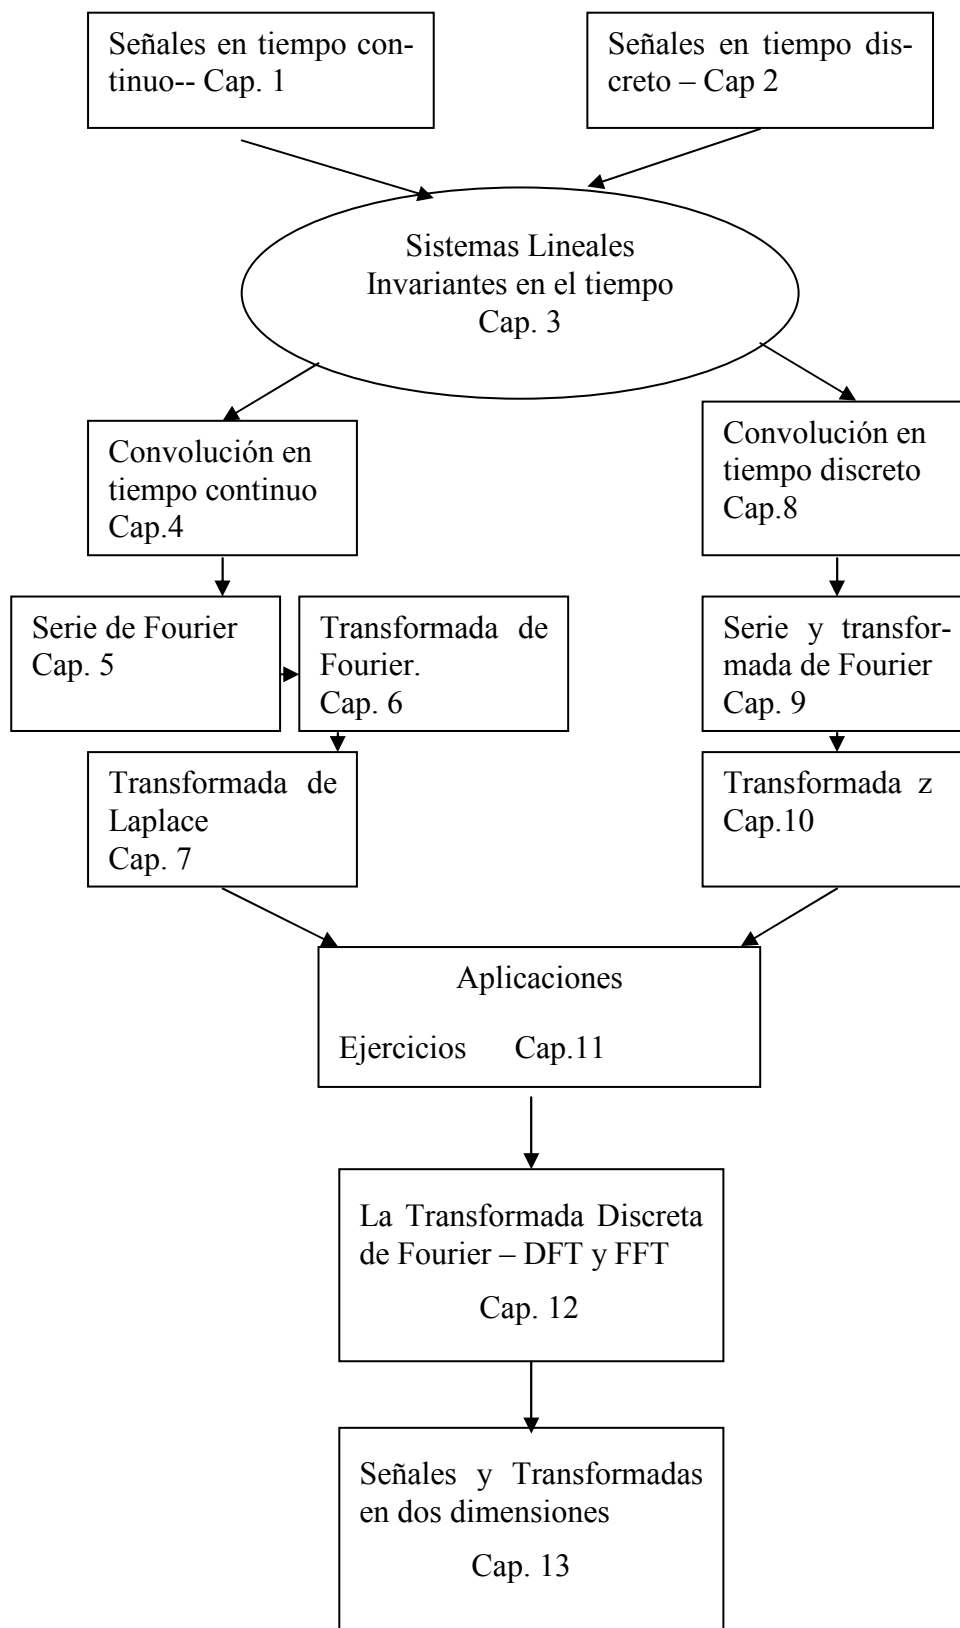 Señales en tiempo con-
tinuo-- Cap. 1
Señales en tiempo dis-
creto – Cap 2
Sistemas Lineales
Invariantes en el tiempo
Cap. 3
Convolución en
tiempo continuo
Cap.4
Convolución en
tiempo discreto
Cap.8
Serie de Fourier
Cap. 5
Transformada de
Fourier.
Cap. 6
Serie y transfor-
mada de Fourier
Cap. 9
Transformada de
Laplace
Cap. 7
Transformada z
Cap.10
Aplicaciones
Ejercicios Cap.11
La Transformada Discreta
de Fourier – DFT y FFT
Cap. 12
Señales y Transformadas
en dos dimensiones
Cap. 13